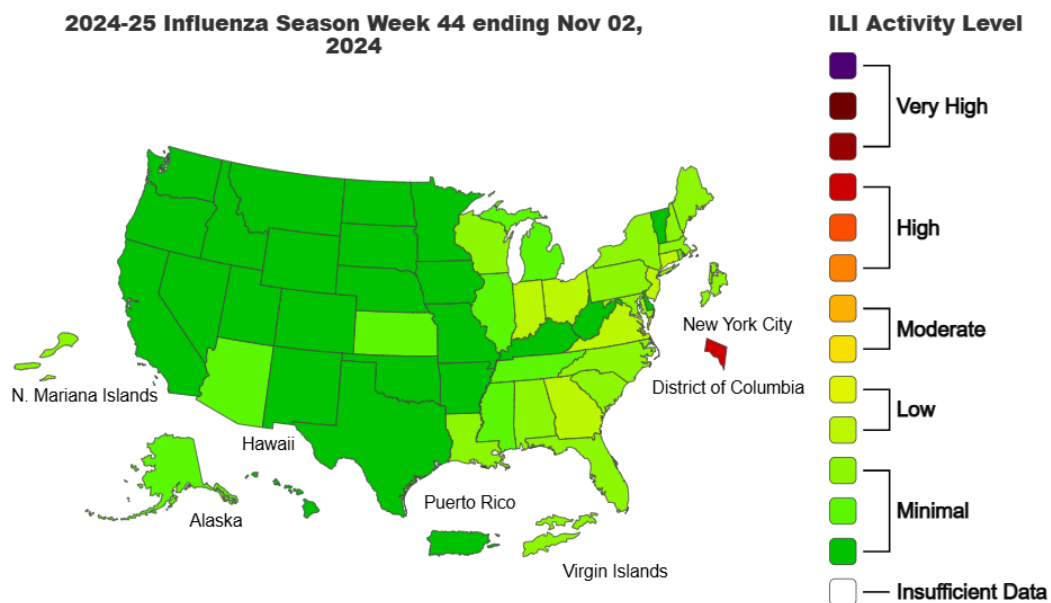 2024-25 Influenza Season Week 44 ending Nov 02,
2024
ILI Activity Level
Very High
High
Moderate
Low
Minimal
Insufficient Data
New York City
District of Columbia
N. Mariana Islands
Hawaii
Alaska
Puerto Rico
Virgin Islands